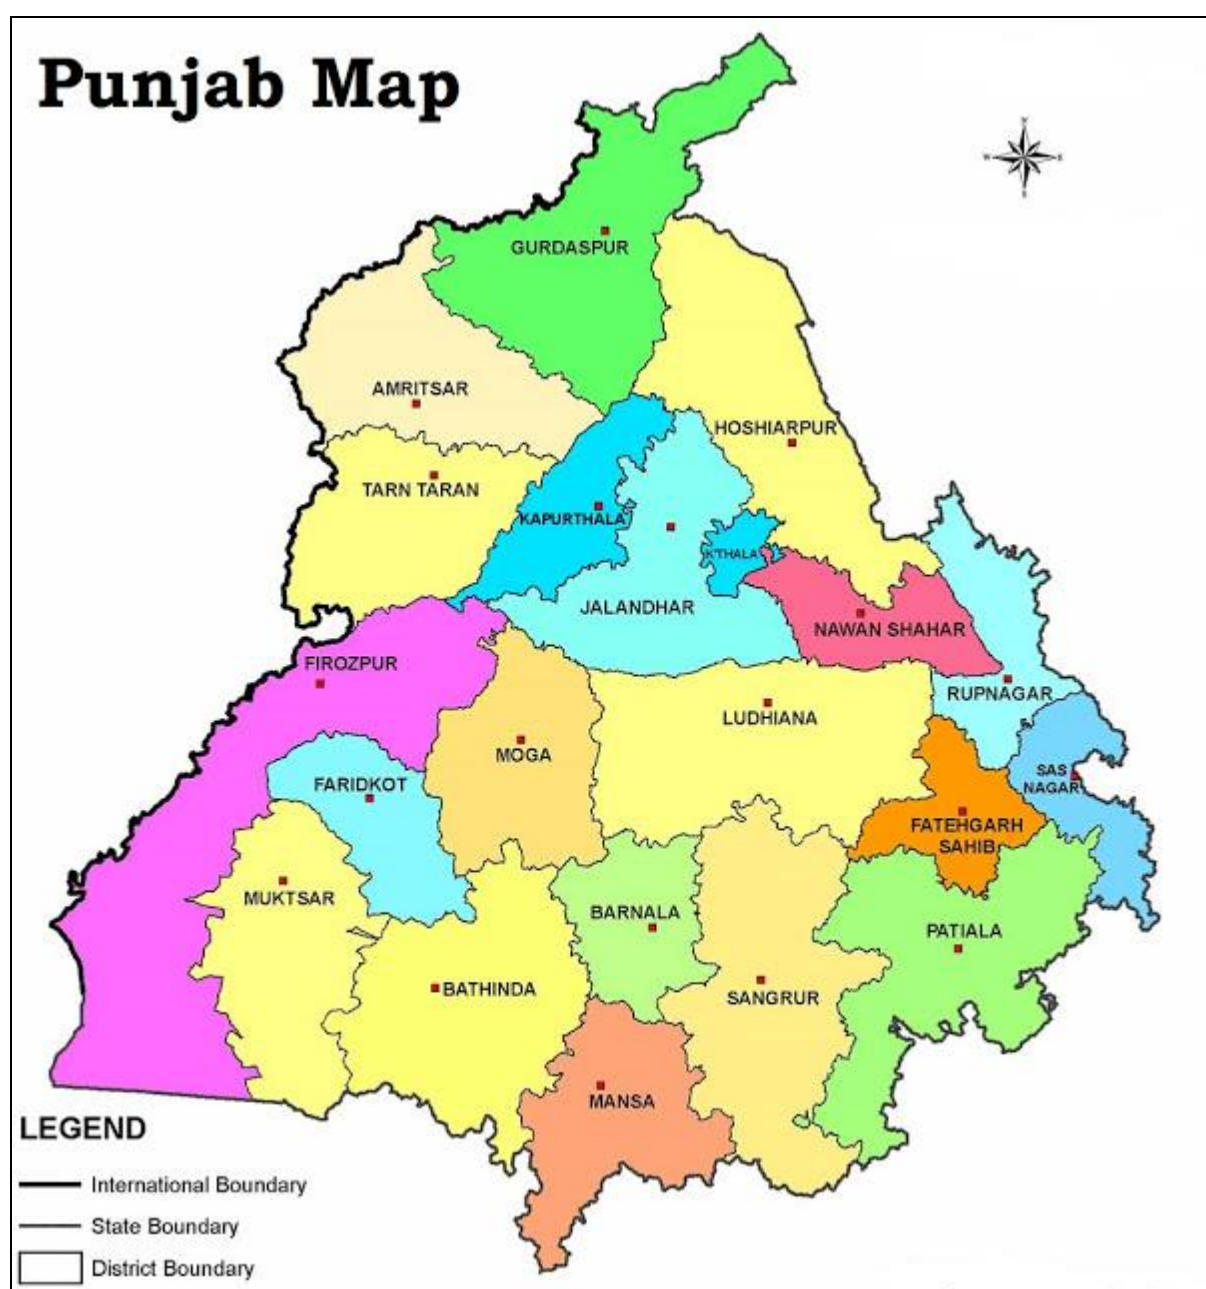 Punjab Map
GURDASPUR
AMRITSAR
HOSHIARPUR
TARN TARAN
KAPURTHALA
K'THALA
JALANDHAR
NAWAN SHAHAR
FIROZPUR
RUPNAGAR
LUDHIANA
MOGA
SAS
NAGAR
FARIDKOT
FATEHGARH
SAHIB
MUKTSAR
BARNALA
PATIALA
BATHINDA
SANGRUR
MANSA
LEGEND
International Boundary
State Boundary
District Boundary